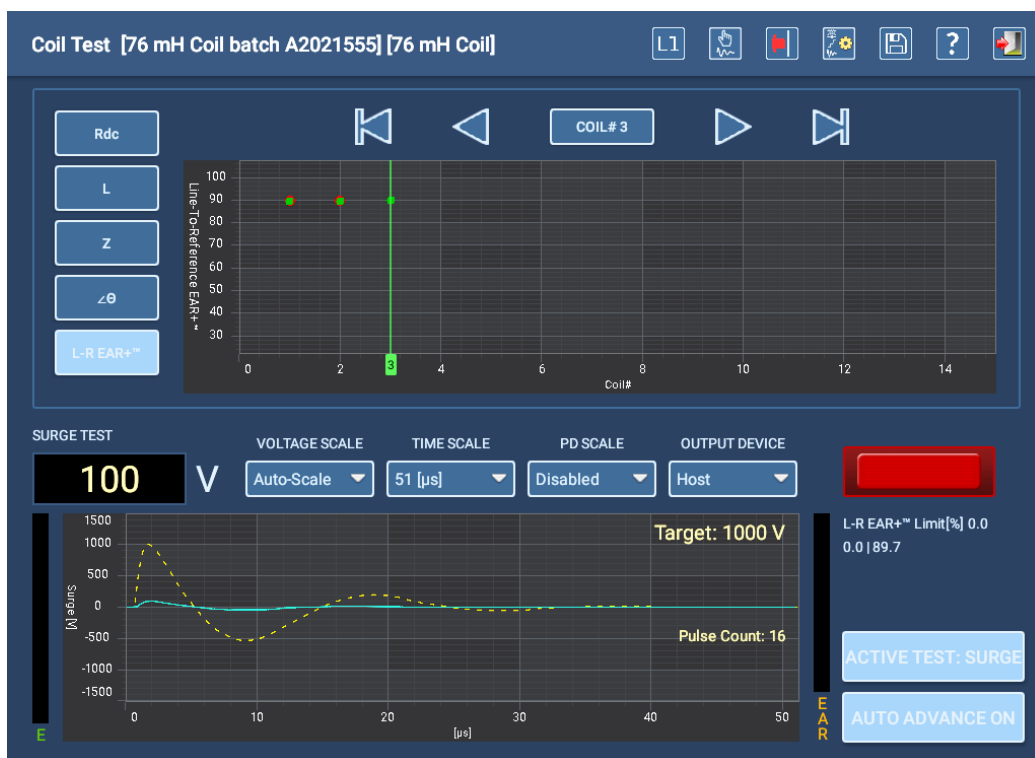 Coil Test [76 mH Coil batch A2021555] [76 mH Coil]
L1
?
Rdc
L
Z
∠Θ
L-R EAR+™
COIL# 3
Line-To-Reference EAR+™
100
90
80
70
60
50
40
30
0 2 3 4 6 8 10 12 14
Coil#
SURGE TEST
100 V
VOLTAGE SCALE
Auto-Scale
TIME SCALE
51 [µs]
PD SCALE
Disabled
OUTPUT DEVICE
Host
L-R EAR+™ Limit[%] 0.0
0.0 | 89.7
Surge [V]
1500
1000
500
0
-500
-1000
-1500
Target: 1000 V
Pulse Count: 16
0 10 20 30 40 50
[µs]
E
EAR
ACTIVE TEST: SURGE
AUTO ADVANCE ON